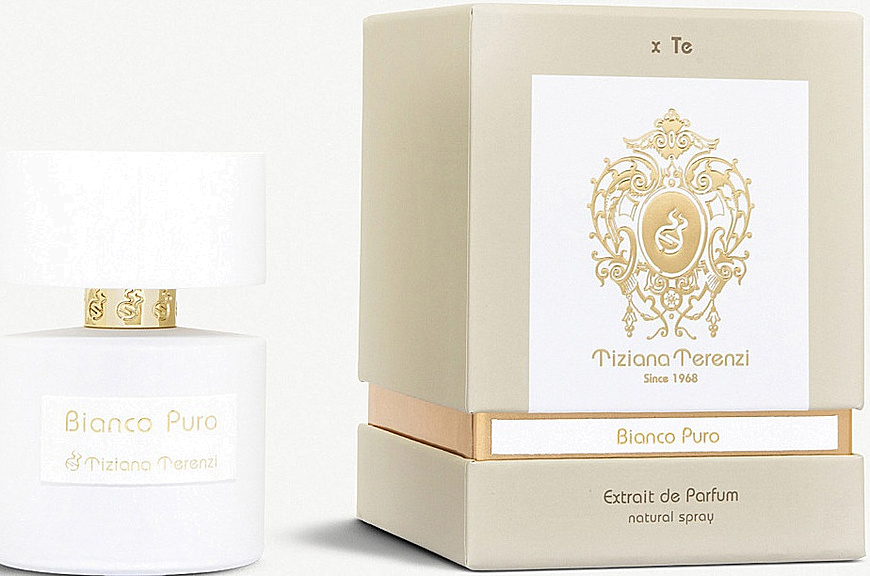 Bianco Puro
Tiziana Terenzi
x Te
Tiziana Terenzi
Since 1968
Bianco Puro
Extrait de Parfum
natural spray